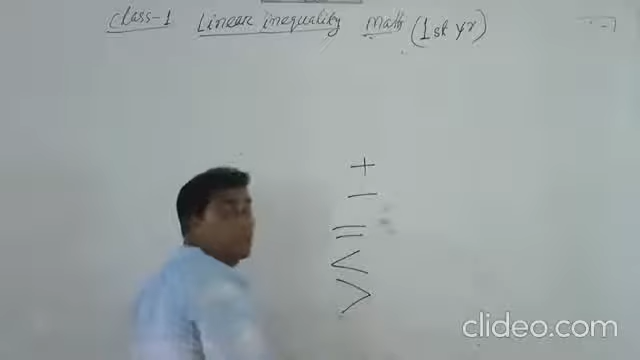 Class-1 Linear inequality Math (1st yr)
+
−
=
<
>
clideo.com